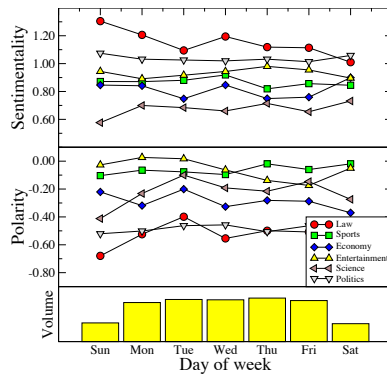 1.20
1.00
0.80
0.60
Sentimentality
0.00
-0.20
-0.40
-0.60
-0.80
Polarity
Law
Sports
Economy
Entertainment
Science
Politics
Volume
Sun Mon Tue Wed Thu Fri Sat
Day of week